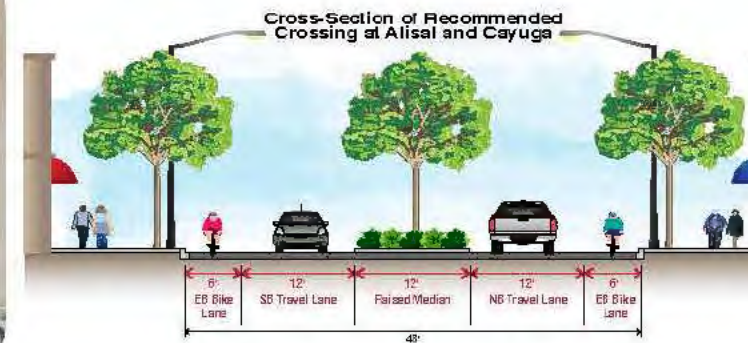 Cross-Section of Recommended
Crossing at Alisal and Cayuga
6' 12' 12' 12' 6'
EB Bike SB Travel Lane Raised Median NB Travel Lane EB Bike
Lane Lane
48'